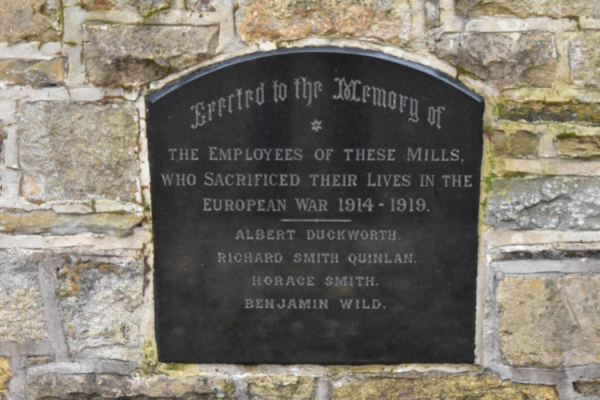 Erected to the Memory of
THE EMPLOYEES OF THESE MILLS,
WHO SACRIFICED THEIR LIVES IN THE
EUROPEAN WAR 1914-1919.
ALBERT DUCKWORTH.
RICHARD SMITH QUINLAN.
HORACE SMITH.
BENJAMIN WILD.